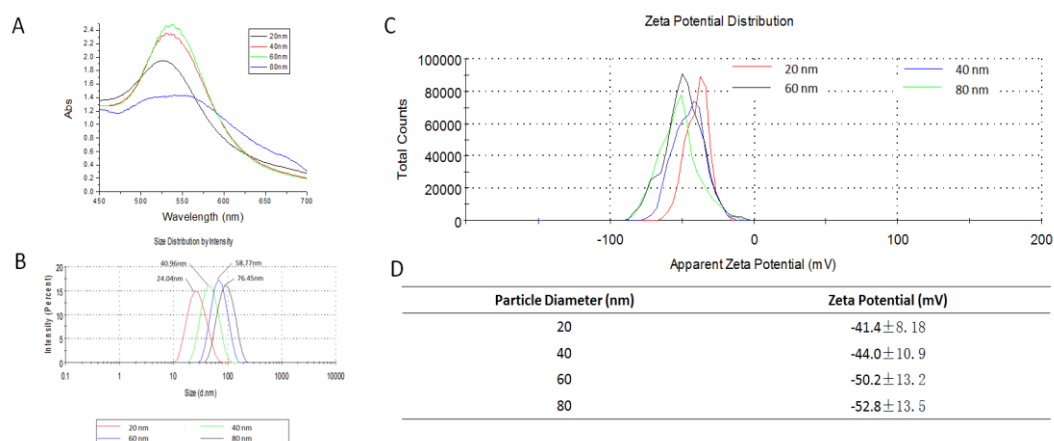 A
20nm
40nm
60nm
80nm
2.4
2.2
2.0
1.8
1.6
1.4
1.2
1.0
0.8
0.6
0.4
0.2
0.0
Abs
450 500 550 600 650 700
Wavelength (nm)
Size Distribution by Intensity
B
40.96nm 58.77nm
24.04nm 76.45nm
20
15
10
5
0
Intensity (Percent)
0.1 1 10 100 1000 10000
Size (d.nm)
20 nm 40 nm
60 nm 80 nm
C
Zeta Potential Distribution
20 nm 40 nm
60 nm 80 nm
100000
80000
60000
40000
20000
0
Total Counts
-100 0 100 200
Apparent Zeta Potential (mV)
D
Particle Diameter (nm) Zeta Potential (mV)
20 -41.4±8.18
40 -44.0±10.9
60 -50.2±13.2
80 -52.8±13.5